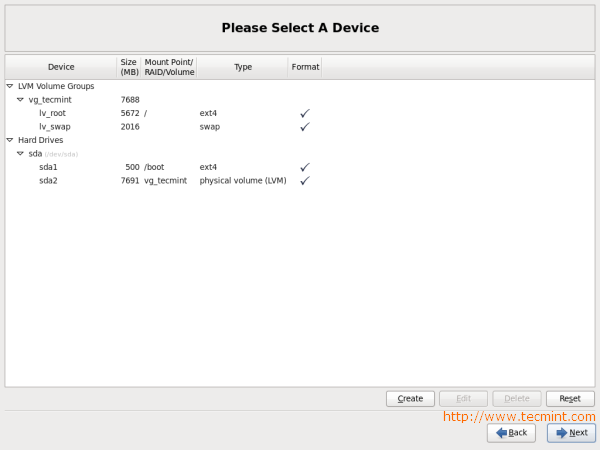 Please Select A Device
Device Size (MB) Mount Point/ RAID/Volume Type Format
LVM Volume Groups
vg_tecmint 7688
lv_root 5672 / ext4
lv_swap 2016 swap
Hard Drives
sda (/dev/sda)
sda1 500 /boot ext4
sda2 7691 vg_tecmint physical volume (LVM)
Create Edit Delete Reset
http://www.tecmint.com
Back Next